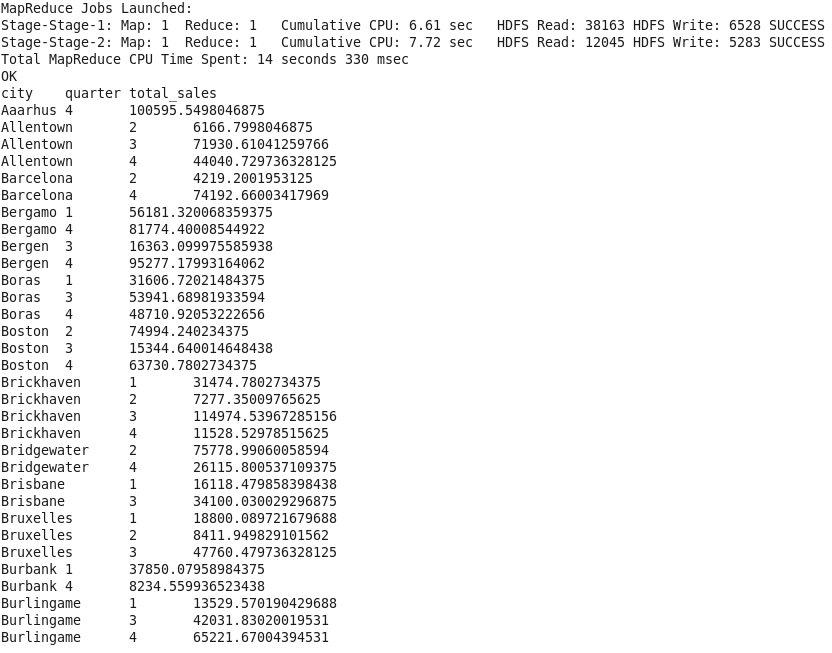 MapReduce Jobs Launched:
Stage-Stage-1: Map: 1  Reduce: 1   Cumulative CPU: 6.61 sec   HDFS Read: 38163 HDFS Write: 6528 SUCCESS
Stage-Stage-2: Map: 1  Reduce: 1   Cumulative CPU: 7.72 sec   HDFS Read: 12045 HDFS Write: 5283 SUCCESS
Total MapReduce CPU Time Spent: 14 seconds 330 msec
OK
city    quarter total_sales
Aaarhus 4       100595.5498046875
Allentown       2       6166.7998046875
Allentown       3       71930.61041259766
Allentown       4       44040.729736328125
Barcelona       2       4219.2001953125
Barcelona       4       74192.66003417969
Bergamo 1       56181.320068359375
Bergamo 4       81774.40008544922
Bergen  3       16363.099975585938
Bergen  4       95277.17993164062
Boras   1       31606.72021484375
Boras   3       53941.68981933594
Boras   4       48710.92053222656
Boston  2       74994.240234375
Boston  3       15344.640014648438
Boston  4       63730.7802734375
Brickhaven      1       31474.7802734375
Brickhaven      2       7277.35009765625
Brickhaven      3       114974.53967285156
Brickhaven      4       11528.52978515625
Bridgewater     2       75778.99060058594
Bridgewater     4       26115.800537109375
Brisbane        1       16118.479858398438
Brisbane        3       34100.030029296875
Bruxelles       1       18800.089721679688
Bruxelles       2       8411.949829101562
Bruxelles       3       47760.479736328125
Burbank 1       37850.07958984375
Burbank 4       8234.559936523438
Burlingame      1       13529.570190429688
Burlingame      3       42031.83020019531
Burlingame      4       65221.67004394531